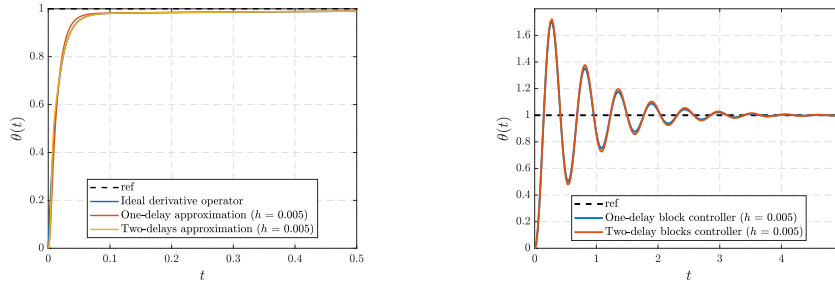 1
0.8
0.6
0.4
0.2
0
θ(t)
ref
Ideal derivative operator
One-delay approximation (h = 0.005)
Two-delays approximation (h = 0.005)
0 0.1 0.2 0.3 0.4 0.5
t
1.6
1.4
1.2
1
0.8
0.6
0.4
0.2
0
θ(t)
ref
One-delay block controller (h = 0.005)
Two-delay blocks controller (h = 0.005)
0 1 2 3 4
t